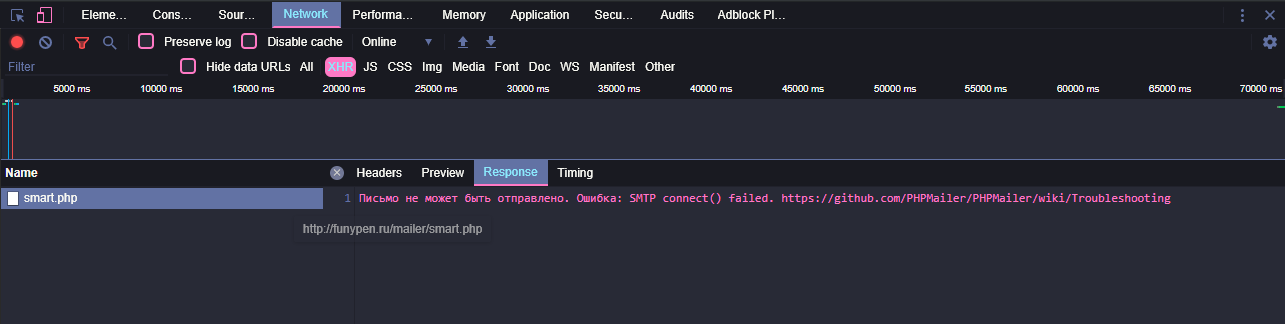 Eleme… Cons… Sour… Network Performa… Memory Application Secu… Audits Adblock Pl…
Preserve log Disable cache Online
Filter Hide data URLs All XHR JS CSS Img Media Font Doc WS Manifest Other
5000 ms 10000 ms 15000 ms 20000 ms 25000 ms 30000 ms 35000 ms 40000 ms 45000 ms 50000 ms 55000 ms 60000 ms 65000 ms 70000 ms
Name Headers Preview Response Timing
smart.php 1 Письмо не может быть отправлено. Ошибка: SMTP connect() failed. https://github.com/PHPMailer/PHPMailer/wiki/Troubleshooting
http://funypen.ru/mailer/smart.php